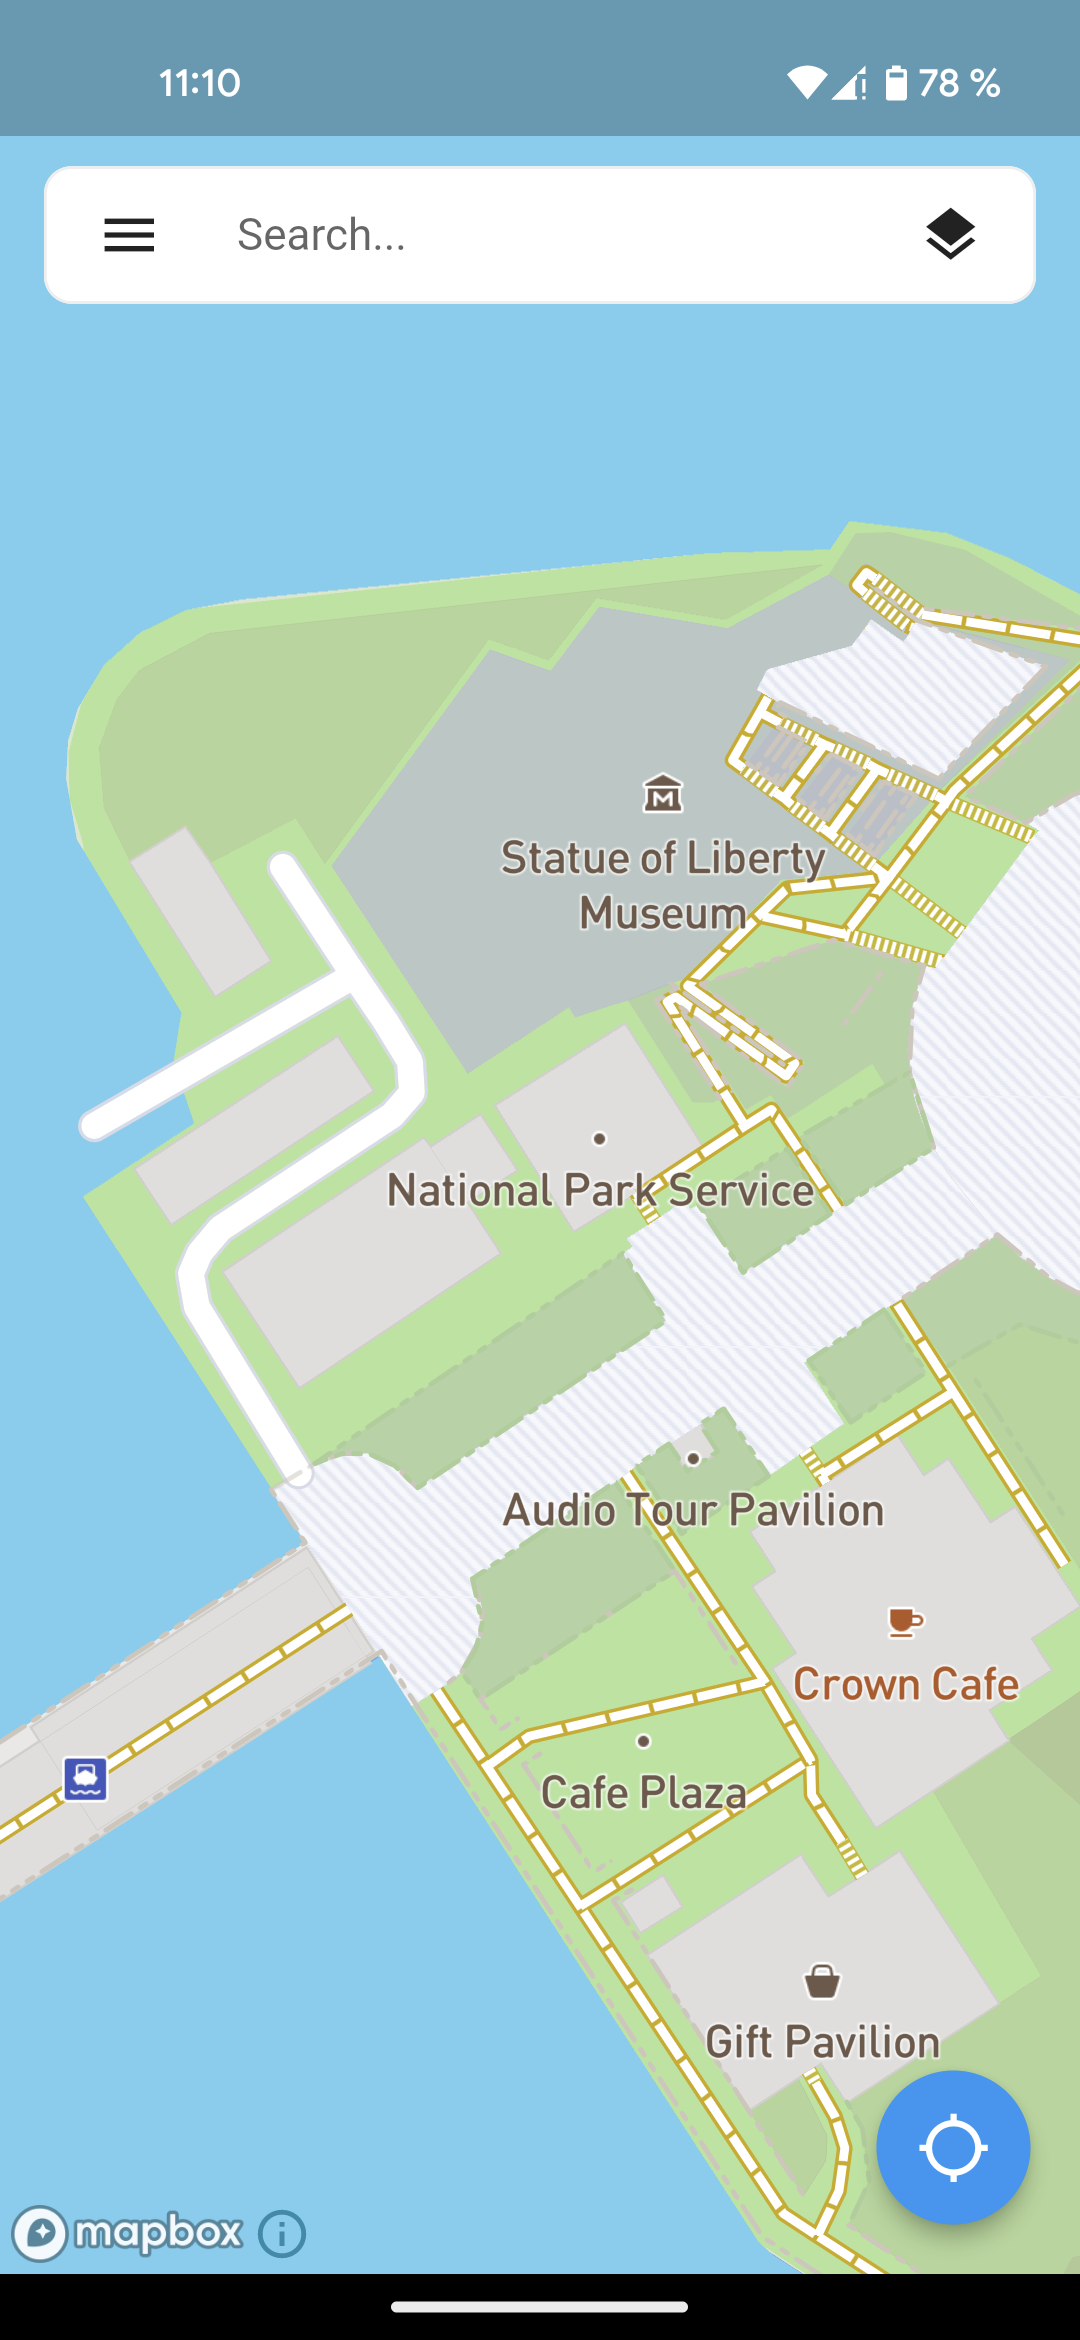 11:10
78 %
Search...
Statue of Liberty
Museum
National Park Service
Audio Tour Pavilion
Crown Cafe
Cafe Plaza
Gift Pavilion
mapbox